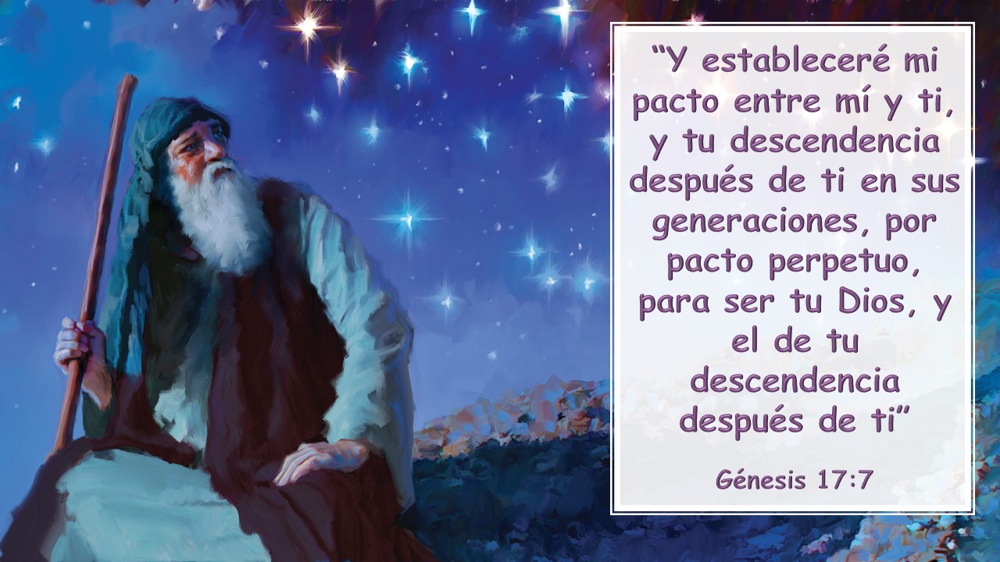 “Y estableceré mi
pacto entre mí y ti,
y tu descendencia
después de ti en sus
generaciones, por
pacto perpetuo,
para ser tu Dios, y
el de tu
descendencia
después de ti”
Génesis 17:7